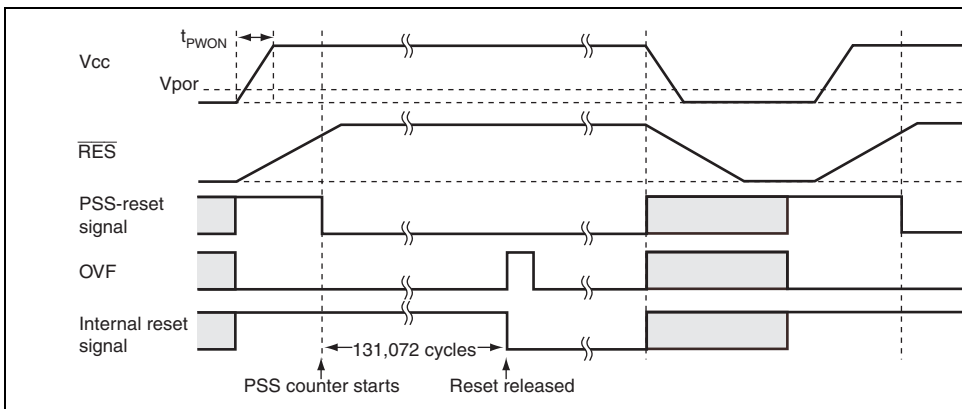 tPWON
Vcc
Vpor
RES
PSS-reset
signal
OVF
Internal reset
signal
131,072 cycles
PSS counter starts
Reset released